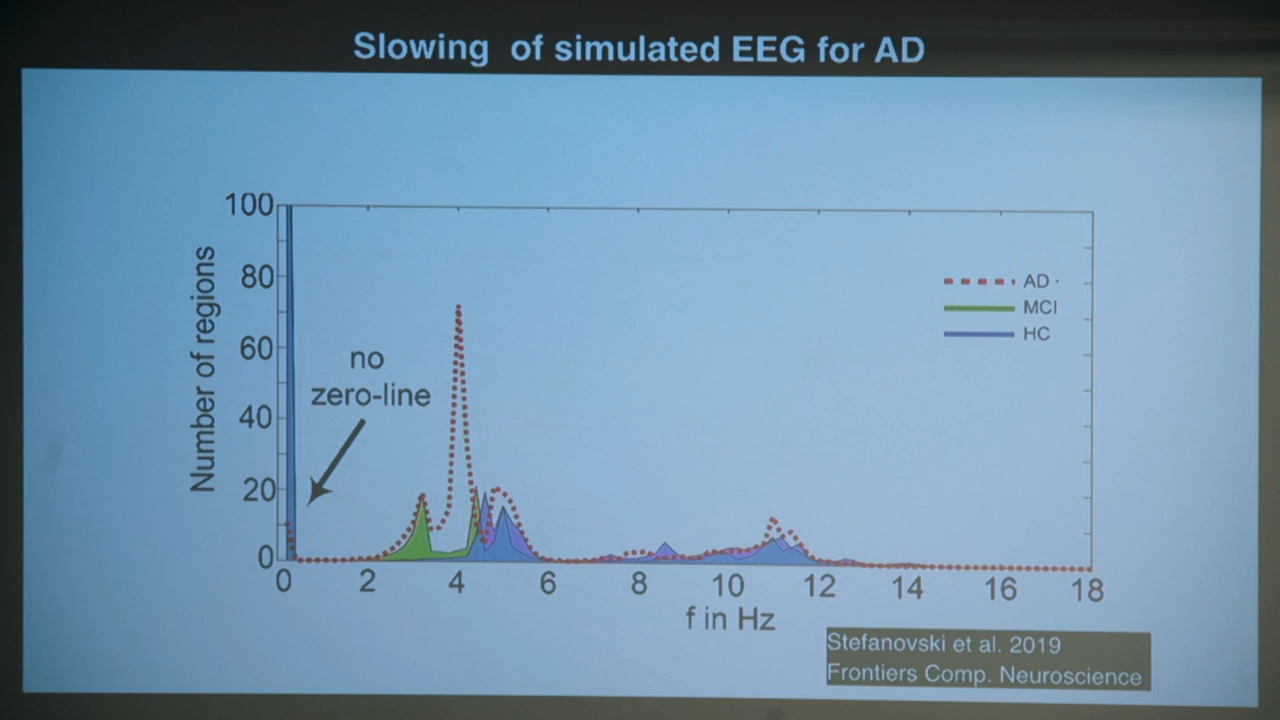 Slowing of simulated EEG for AD
100
80
60
40
20
0
Number of regions
no
zero-line
AD
MCI
HC
0 2 4 6 8 10 12 14 16 18
f in Hz
Stefanovski et al. 2019
Frontiers Comp. Neuroscience